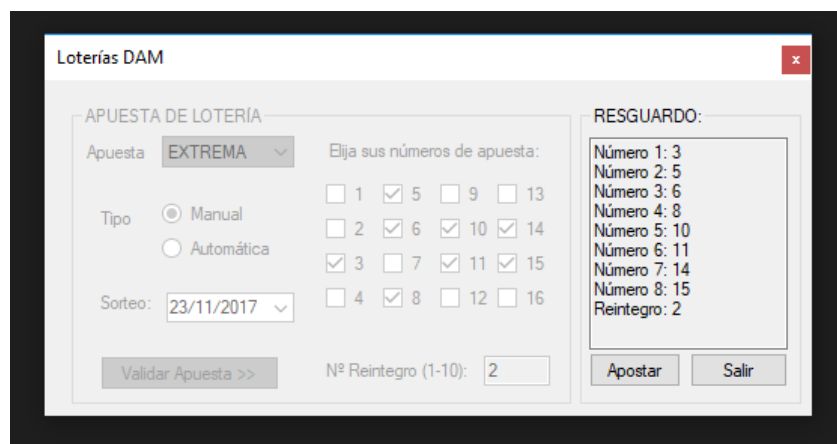 Loterías DAM
x
APUESTA DE LOTERÍA
Apuesta EXTREMA
Elija sus números de apuesta:
1 5 9 13
2 6 10 14
3 7 11 15
4 8 12 16
Tipo
Manual
Automática
Sorteo: 23/11/2017
Validar Apuesta >>
Nº Reintegro (1-10): 2
RESGUARDO:
Número 1: 3
Número 2: 5
Número 3: 6
Número 4: 8
Número 5: 10
Número 6: 11
Número 7: 14
Número 8: 15
Reintegro: 2
Apostar Salir